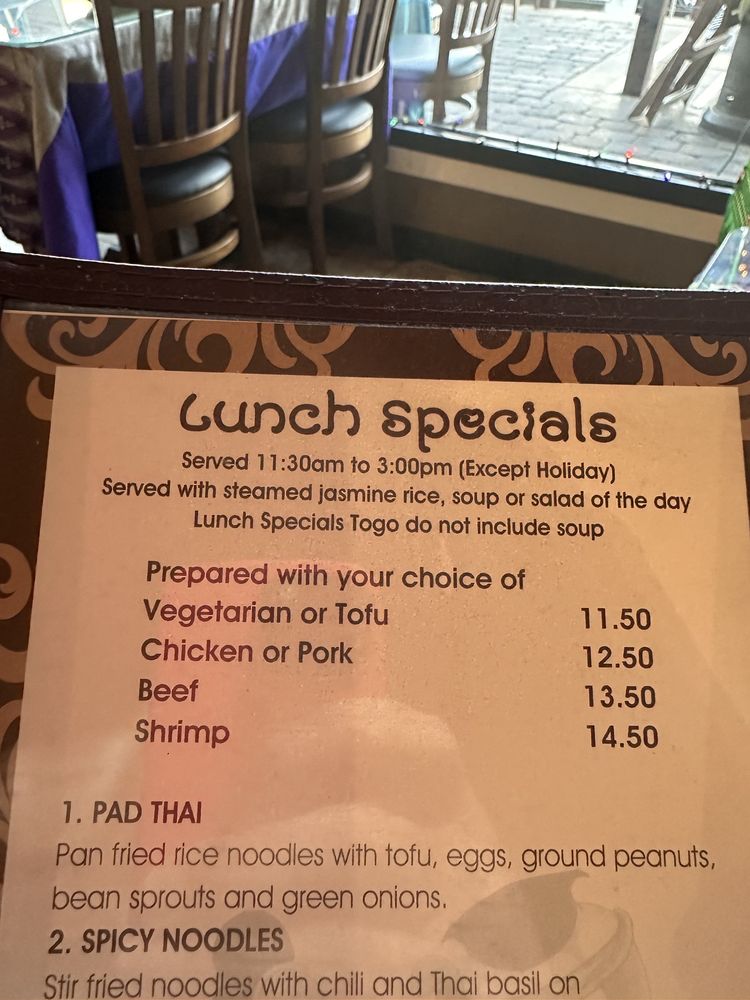 Lunch Specials
Served 11:30am to 3:00pm (Except Holiday)
Served with steamed jasmine rice, soup or salad of the day
Lunch Specials Togo do not include soup
Prepared with your choice of
Vegetarian or Tofu 11.50
Chicken or Pork 12.50
Beef 13.50
Shrimp 14.50
1. PAD THAI
Pan fried rice noodles with tofu, eggs, ground peanuts,
bean sprouts and green onions.
2. SPICY NOODLES
Stir fried noodles with chili and Thai basil on